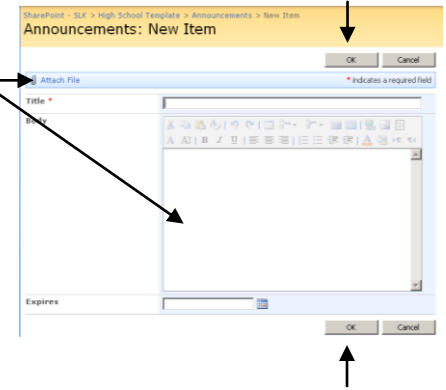 SharePoint - SLK > High School Template > Announcements > New Item
Announcements: New Item
OK Cancel
Attach File * indicates a required field
Title *
Body
A A B I U A
Expires
OK Cancel